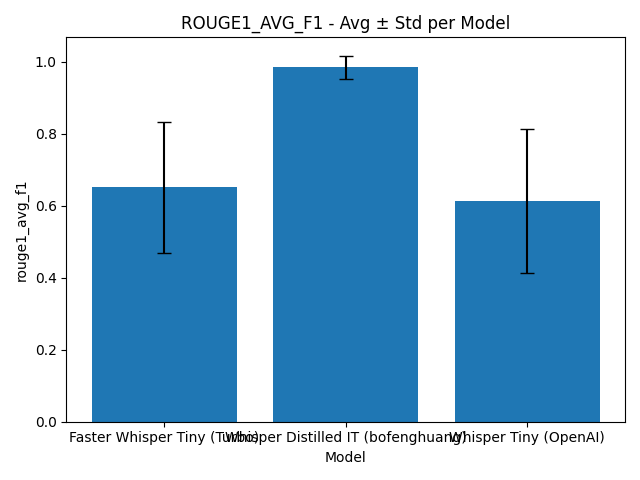 ROUGE1_AVG_F1 - Avg ± Std per Model
rouge1_avg_f1
1.0
0.8
0.6
0.4
0.2
0.0
Faster Whisper Tiny (Turbo)
Whisper Distilled IT (bofenghuang)
Whisper Tiny (OpenAI)
Model